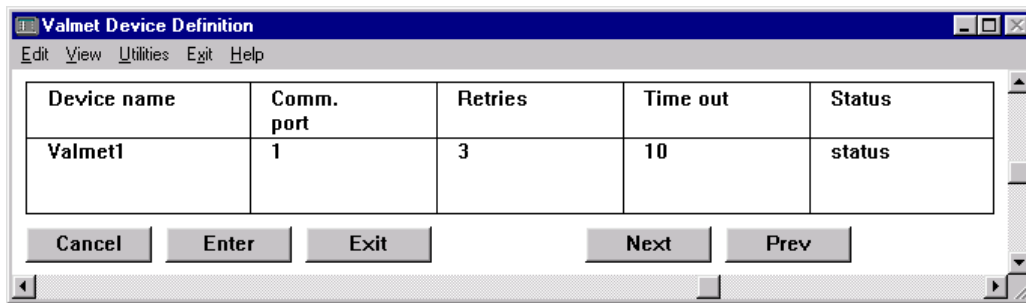 Valmet Device Definition
Edit View Utilities Exit Help
Device name Comm. port Retries Time out Status
Valmet1 1 3 10 status
Cancel Enter Exit Next Prev